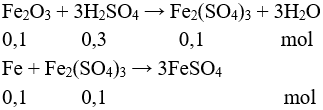 Fe₂O₃ + 3H₂SO₄ → Fe₂(SO₄)₃ + 3H₂O
0,1 0,3 0,1 mol
Fe + Fe₂(SO₄)₃ → 3FeSO₄
0,1 0,1 mol